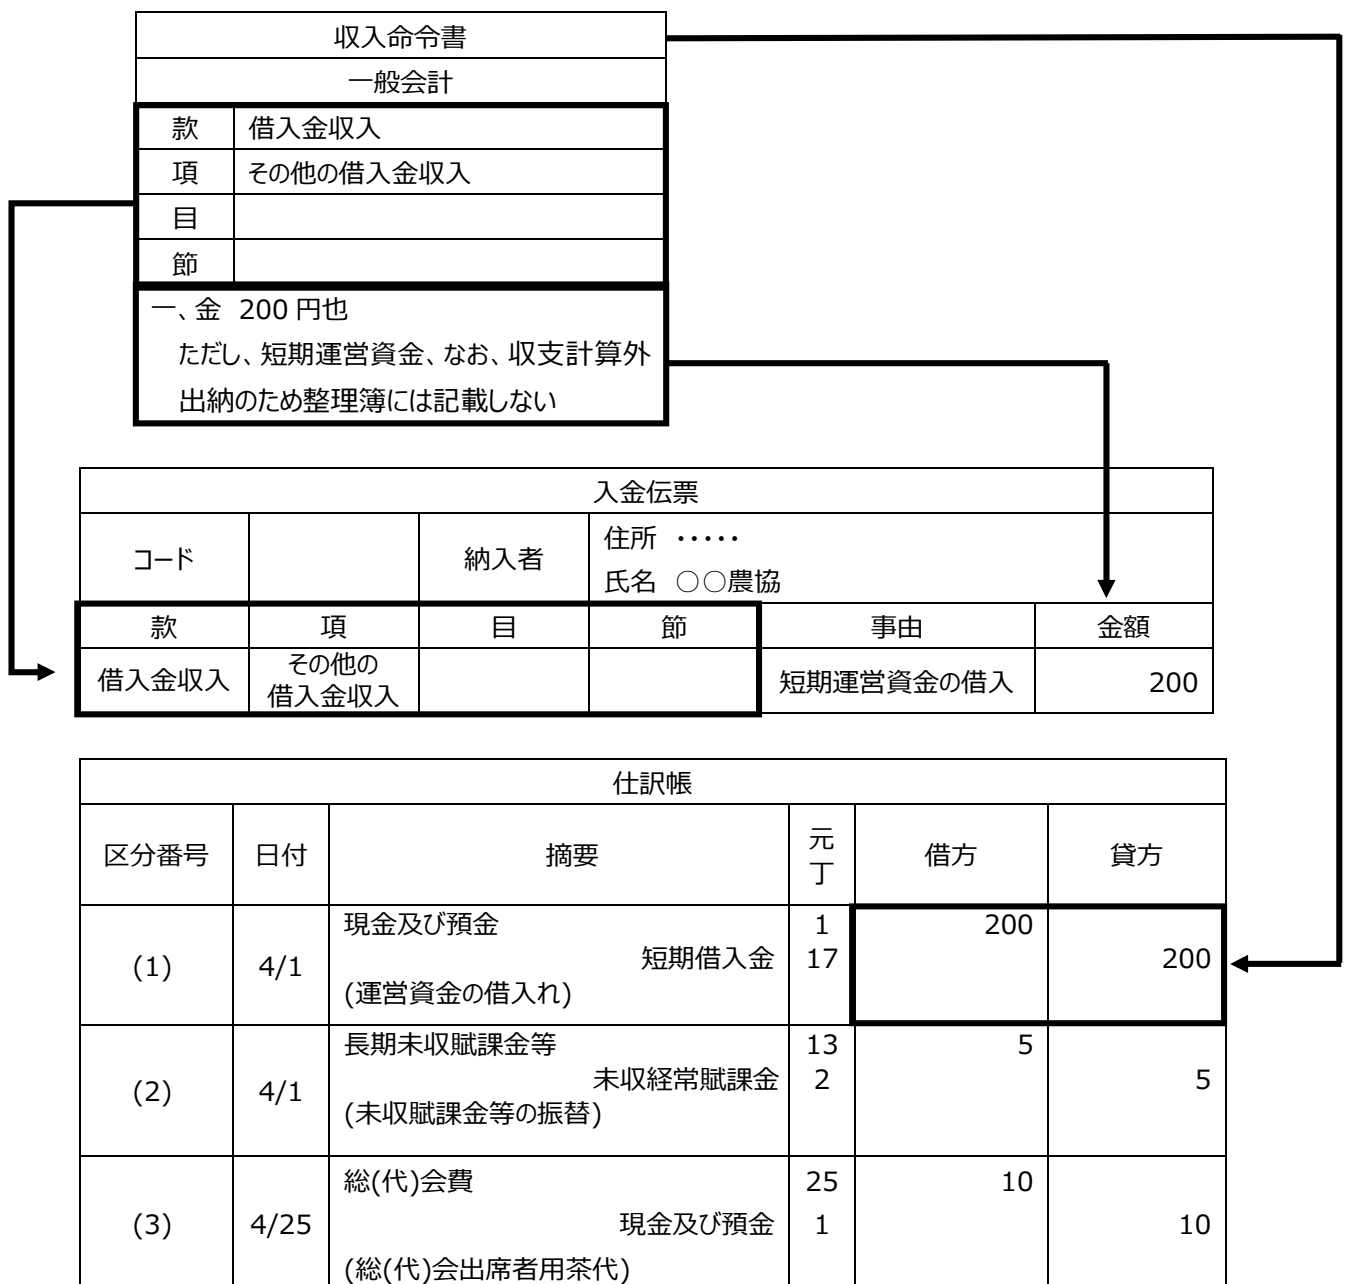 収入命令書
一般会計
款 借入金収入
項 その他の借入金収入
目
節
一、金 200 円也
ただし、短期運営資金、なお、収支計算外
出納のため整理簿には記載しない
入金伝票
コード 納入者 住所 ・・・・・
氏名 ○○農協
款 項 目 節 事由 金額
借入金収入 その他の
借入金収入 短期運営資金の借入 200
仕訳帳
区分番号 日付 摘要 元
丁 借方 貸方
(1) 4/1 現金及び預金 1 200
短期借入金 17 200
(運営資金の借入れ)
(2) 4/1 長期未収賦課金等 13 5
未収経常賦課金 2 5
(未収賦課金等の振替)
(3) 4/25 総(代)会費 25 10
現金及び預金 1 10
(総(代)会出席者用茶代)